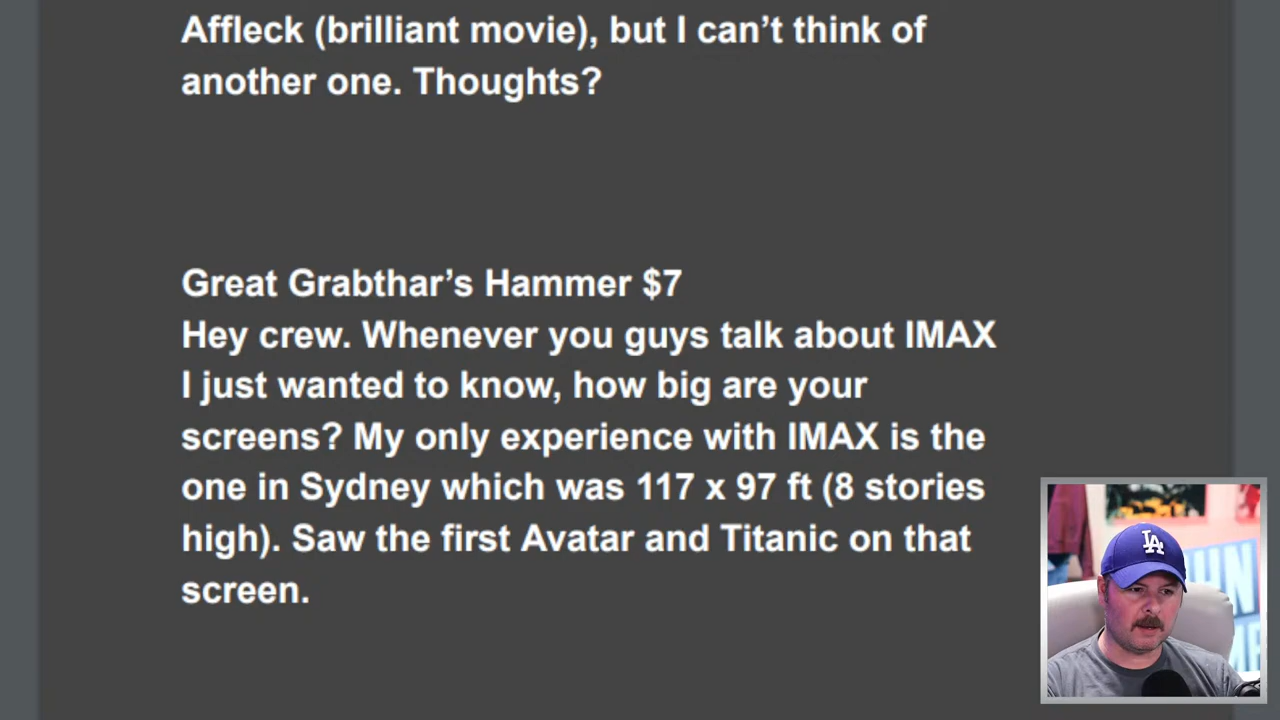 Affleck (brilliant movie), but I can’t think of
another one. Thoughts?
Great Grabthar’s Hammer $7
Hey crew. Whenever you guys talk about IMAX
I just wanted to know, how big are your
screens? My only experience with IMAX is the
one in Sydney which was 117 x 97 ft (8 stories
high). Saw the first Avatar and Titanic on that
screen.
LA